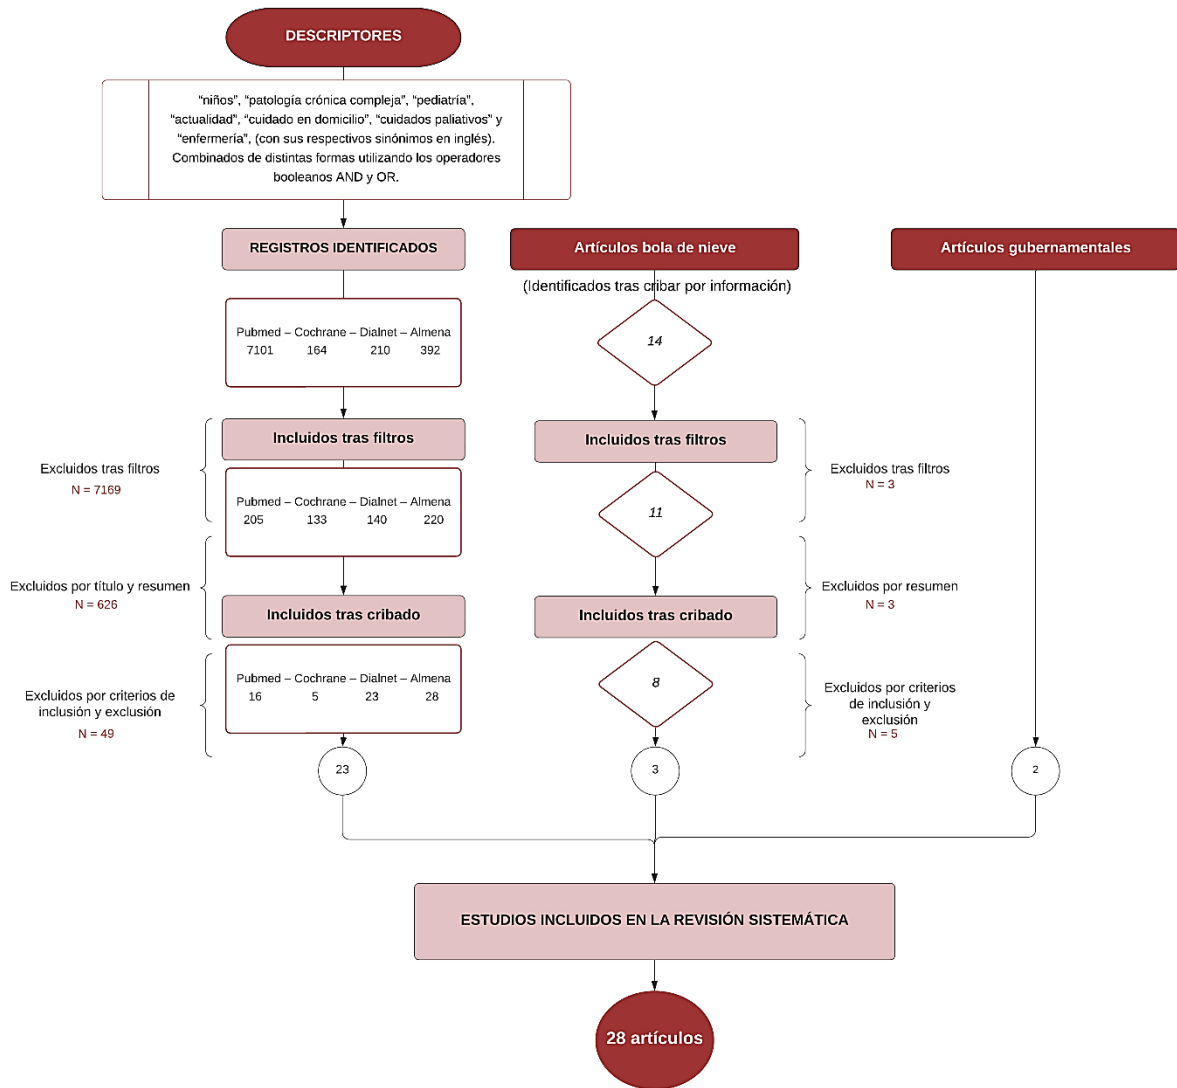 DESCRIPTORES
“niños”, “patología crónica compleja”, “pediatría”,
“actualidad”, “cuidado en domicilio”, “cuidados paliativos” y
“enfermería”, (con sus respectivos sinónimos en inglés).
Combinados de distintas formas utilizando los operadores
booleanos AND y OR.
REGISTROS IDENTIFICADOS
Artículos bola de nieve
Artículos gubernamentales
(Identificados tras cribar por información)
Pubmed – Cochrane – Dialnet – Almena
7101 164 210 392
14
Incluidos tras filtros
Incluidos tras filtros
Excluidos tras filtros
N = 7169
Excluidos tras filtros
N = 3
Pubmed – Cochrane – Dialnet – Almena
205 133 140 220
11
Excluidos por título y resumen
N = 626
Excluidos por resumen
N = 3
Incluidos tras cribado
Incluidos tras cribado
Pubmed – Cochrane – Dialnet – Almena
16 5 23 28
8
Excluidos por criterios de
inclusión y exclusión
N = 49
Excluidos por criterios
de inclusión y
exclusión
N = 5
23
3
2
ESTUDIOS INCLUIDOS EN LA REVISIÓN SISTEMÁTICA
28 artículos